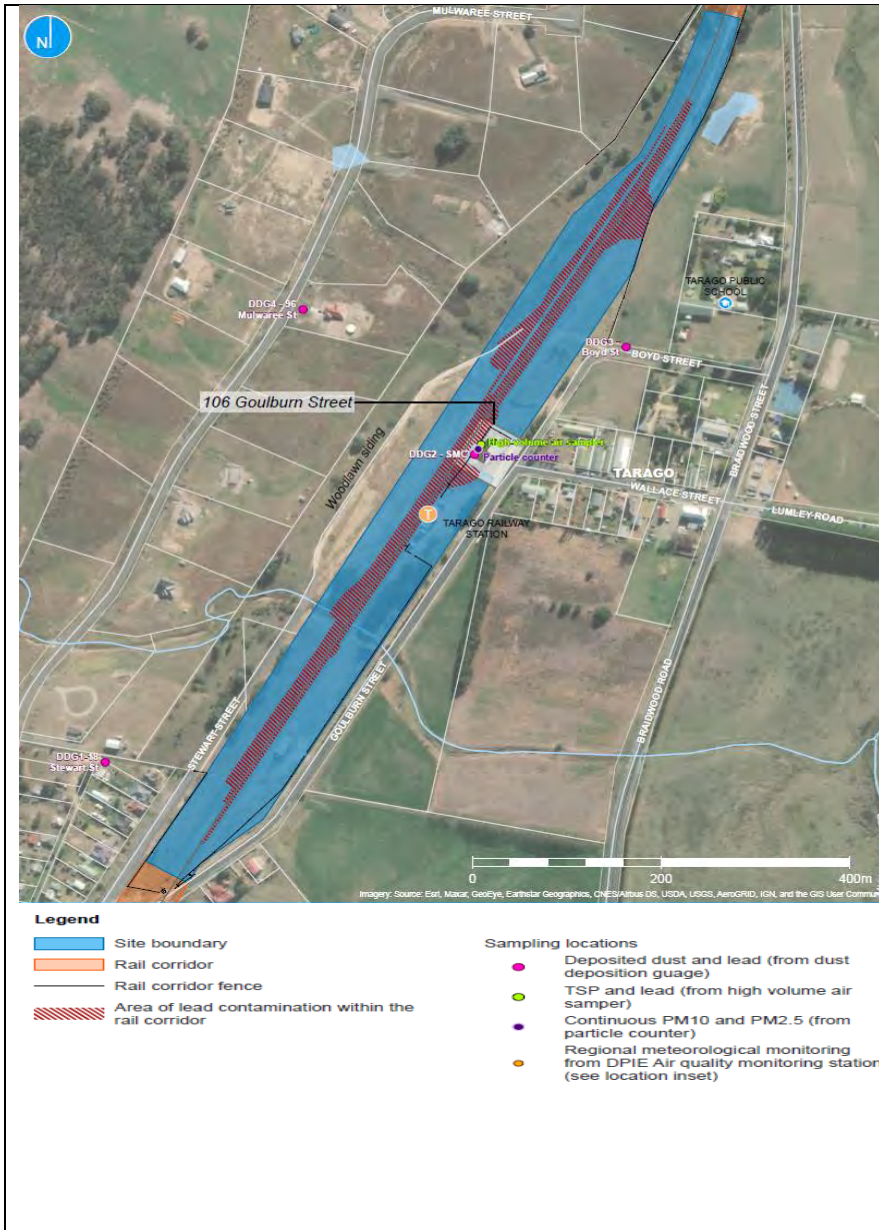 MULWAREE STREET
N
TARAGO PUBLIC
SCHOOL
DDG4 - 96
Mulwaree St
DDG3 -
Boyd St
BOYD STREET
106 Goulburn Street
High-volume air sampler
DDG2 - SMC
Particle counter
TARAGO
WALLACE STREET
BRAIDWOOD STREET
LUMLEY ROAD
Woodlawn siding
T
TARAGO RAILWAY
STATION
STEWART STREET
GOULBURN STREET
BRAIDWOOD ROAD
DDG1-18
Stewart St
0 200 400m
Imagery: Source: Esri, Maxar, GeoEye, Earthstar Geographics, CNES/Airbus DS, USDA, USGS, AeroGRID, IGN, and the GIS User Commun
Legend
Site boundary
Rail corridor
Rail corridor fence
Area of lead contamination within the
rail corridor
Sampling locations
Deposited dust and lead (from dust
deposition guage)
TSP and lead (from high volume air
samper)
Continuous PM10 and PM2.5 (from
particle counter)
Regional meteorological monitoring
from DPIE Air quality monitoring station
(see location inset)